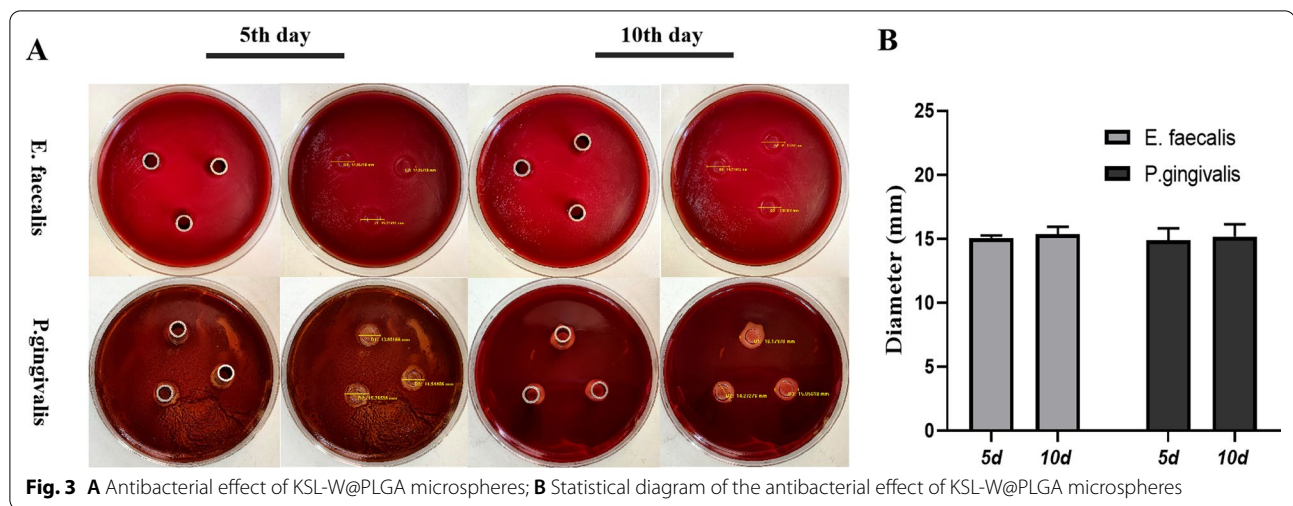 A
5th day
10th day
E. faecalis
P.gingivalis
B
Diameter (mm)
25
20
15
10
5
0
E. faecalis
P.gingivalis
5d
10d
5d
10d
Fig. 3 A Antibacterial effect of KSL-W@PLGA microspheres; B Statistical diagram of the antibacterial effect of KSL-W@PLGA microspheres